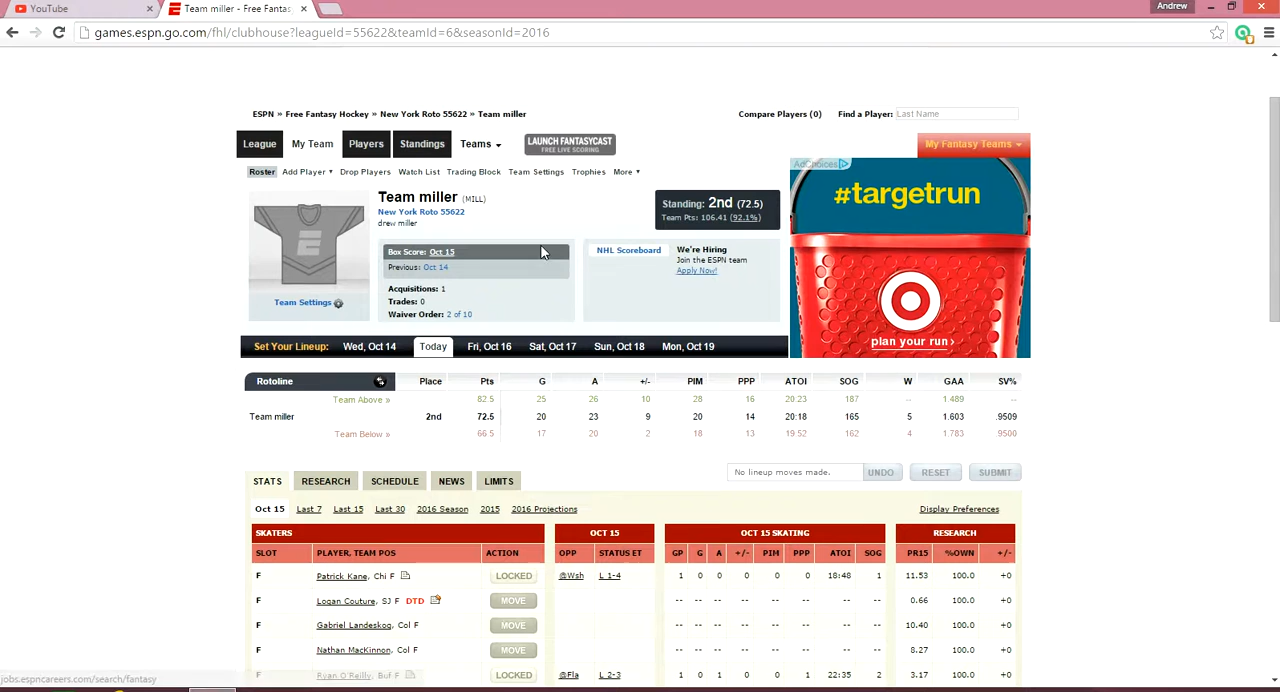 YouTube
Team miller - Free Fantas
Andrew
games.espn.go.com/fhl/clubhouse?leagueId=55622&teamId=6&seasonId=2016
ESPN » Free Fantasy Hockey » New York Roto 55622 » Team miller
Compare Players (0) Find a Player: Last Name
League My Team Players Standings Teams
LAUNCH FANTASYCAST
FREE LIVE SCORING
My Fantasy Teams
Roster Add Player Drop Players Watch List Trading Block Team Settings Trophies More
AdChoices
Team miller (MILL)
New York Roto 55622
drew miller
Standing: 2nd (72.5)
Team Pts: 106.41 (92.1%)
#targetrun
Box Score: Oct 15
Previous: Oct 14
NHL Scoreboard
We're Hiring
Join the ESPN team
Apply Now!
Acquisitions: 1
Trades: 0
Waiver Order: 2 of 10
Team Settings
plan your run ›
Set Your Lineup: Wed, Oct 14 Today Fri, Oct 16 Sat, Oct 17 Sun, Oct 18 Mon, Oct 19
Rotoline Place Pts G A +/- PIM PPP ATOI SOG W GAA SV%
Team Above » 82.5 25 26 10 28 16 20:23 187 -- 1.489 --
Team miller 2nd 72.5 20 23 9 20 14 20:18 165 5 1.603 .9509
Team Below » 66.5 17 20 2 18 13 19:52 162 4 1.783 .9500
No lineup moves made. UNDO RESET SUBMIT
STATS RESEARCH SCHEDULE NEWS LIMITS
Oct 15 Last 7 Last 15 Last 30 2016 Season 2015 2016 Projections
Display Preferences
SKATERS OCT 15 OCT 15 SKATING RESEARCH
SLOT PLAYER, TEAM POS ACTION OPP STATUS ET GP G A +/- PIM PPP ATOI SOG PR15 %OWN +/-
F Patrick Kane, Chi F LOCKED @Wsh L 1-4 1 0 0 0 0 0 18:48 1 11.53 100.0 +0
F Logan Couture, SJ F DTD MOVE -- -- -- -- -- -- -- -- 0.66 100.0 +0
F Gabriel Landeskog, Col F MOVE -- -- -- -- -- -- -- -- 10.40 100.0 +0
F Nathan MacKinnon, Col F MOVE -- -- -- -- -- -- -- -- 8.27 100.0 +0
F Ryan O'Reilly, Buf F LOCKED @Fla L 2-3 1 0 1 0 0 1 22:35 2 3.17 100.0 +0
jobs.espncareers.com/search/fantasy